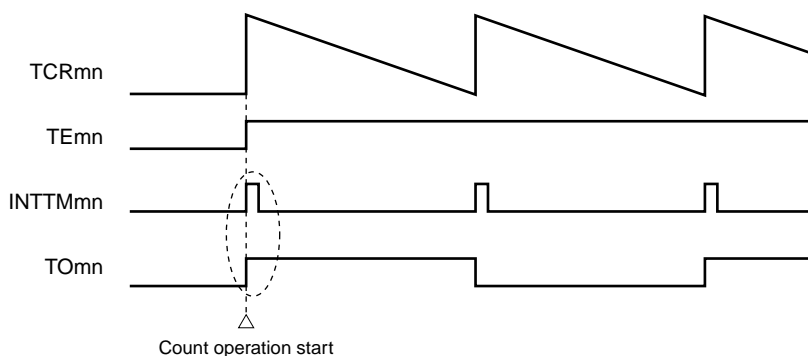 TCRmn
TEmn
INTTMmn
TOmn
Count operation start